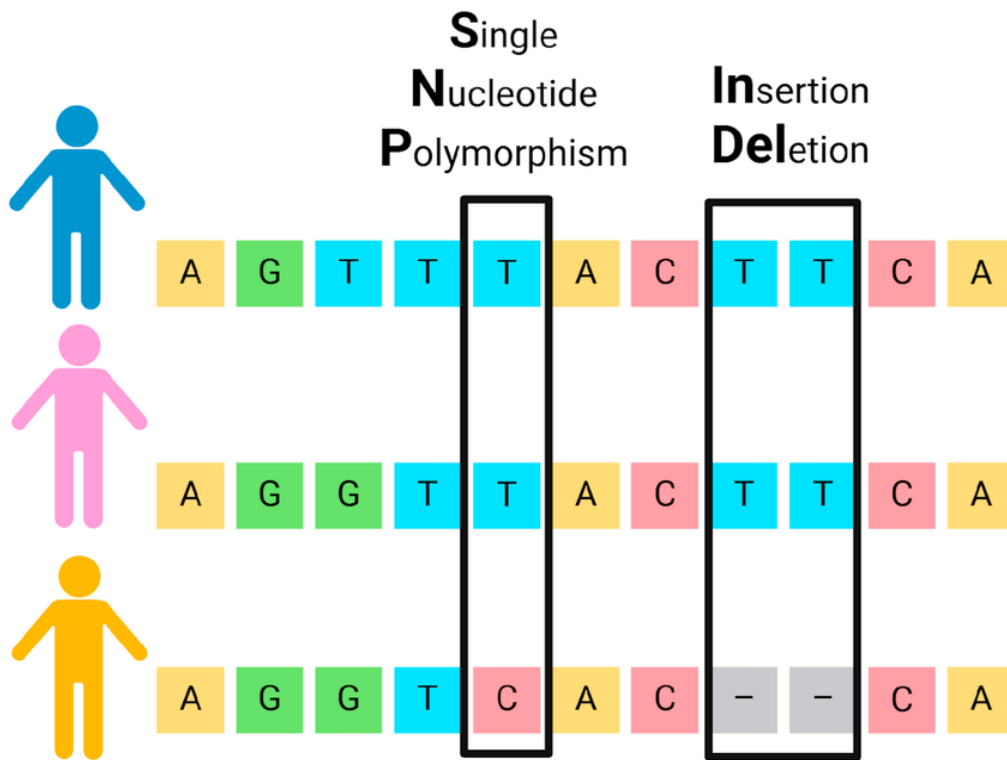 Single
Nucleotide
Polymorphism
Insertion
Deletion
A G T T T A C T T C A
A G G T T A C T T C A
A G G T C A C – – C A